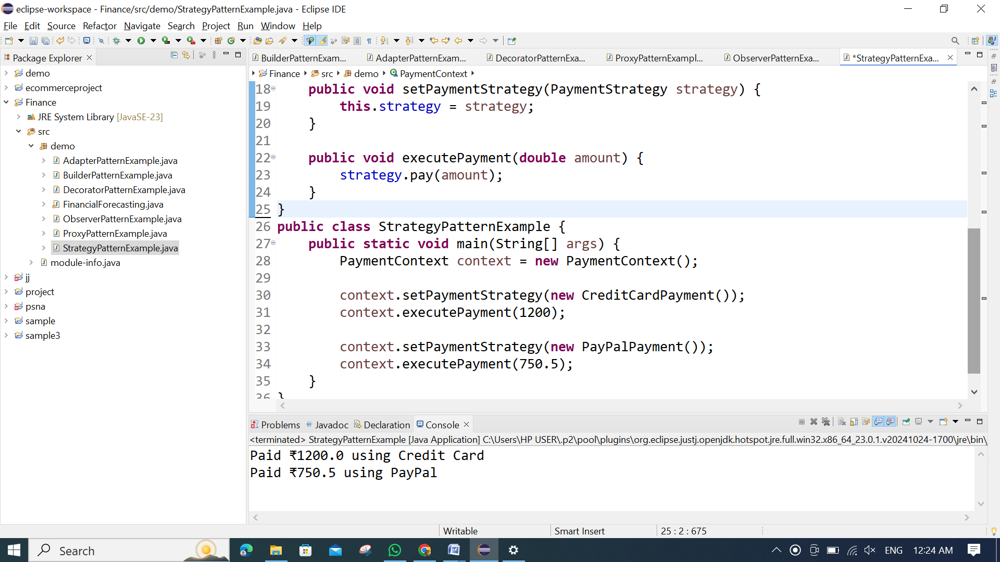 eclipse-workspace - Finance/src/demo/StrategyPatternExample.java - Eclipse IDE
File Edit Source Refactor Navigate Search Project Run Window Help
Package Explorer
demo
ecommerceproject
Finance
JRE System Library [JavaSE-23]
src
demo
AdapterPatternExample.java
BuilderPatternExample.java
DecoratorPatternExample.java
FinancialForecasting.java
ObserverPatternExample.java
ProxyPatternExample.java
StrategyPatternExample.java
module-info.java
jj
project
psna
sample
sample3
BuilderPatternExam... AdapterPatternExam... DecoratorPatternExa... ProxyPatternExampl... ObserverPatternExa... *StrategyPatternExa...
Finance src demo PaymentContext
18 public void setPaymentStrategy(PaymentStrategy strategy) {
19 this.strategy = strategy;
20 }
21
22 public void executePayment(double amount) {
23 strategy.pay(amount);
24 }
25 }
26 public class StrategyPatternExample {
27 public static void main(String[] args) {
28 PaymentContext context = new PaymentContext();
29
30 context.setPaymentStrategy(new CreditCardPayment());
31 context.executePayment(1200);
32
33 context.setPaymentStrategy(new PayPalPayment());
34 context.executePayment(750.5);
35 }
36 }
Problems Javadoc Declaration Console
<terminated> StrategyPatternExample [Java Application] C:\Users\HP USER\.p2\pool\plugins\org.eclipse.justj.openjdk.hotspot.jre.full.win32.x86_64_23.0.1.v20241024-1700\jre\bin\
Paid ₹1200.0 using Credit Card
Paid ₹750.5 using PayPal
Writable Smart Insert 25 : 2 : 675
Search ENG 12:24 AM